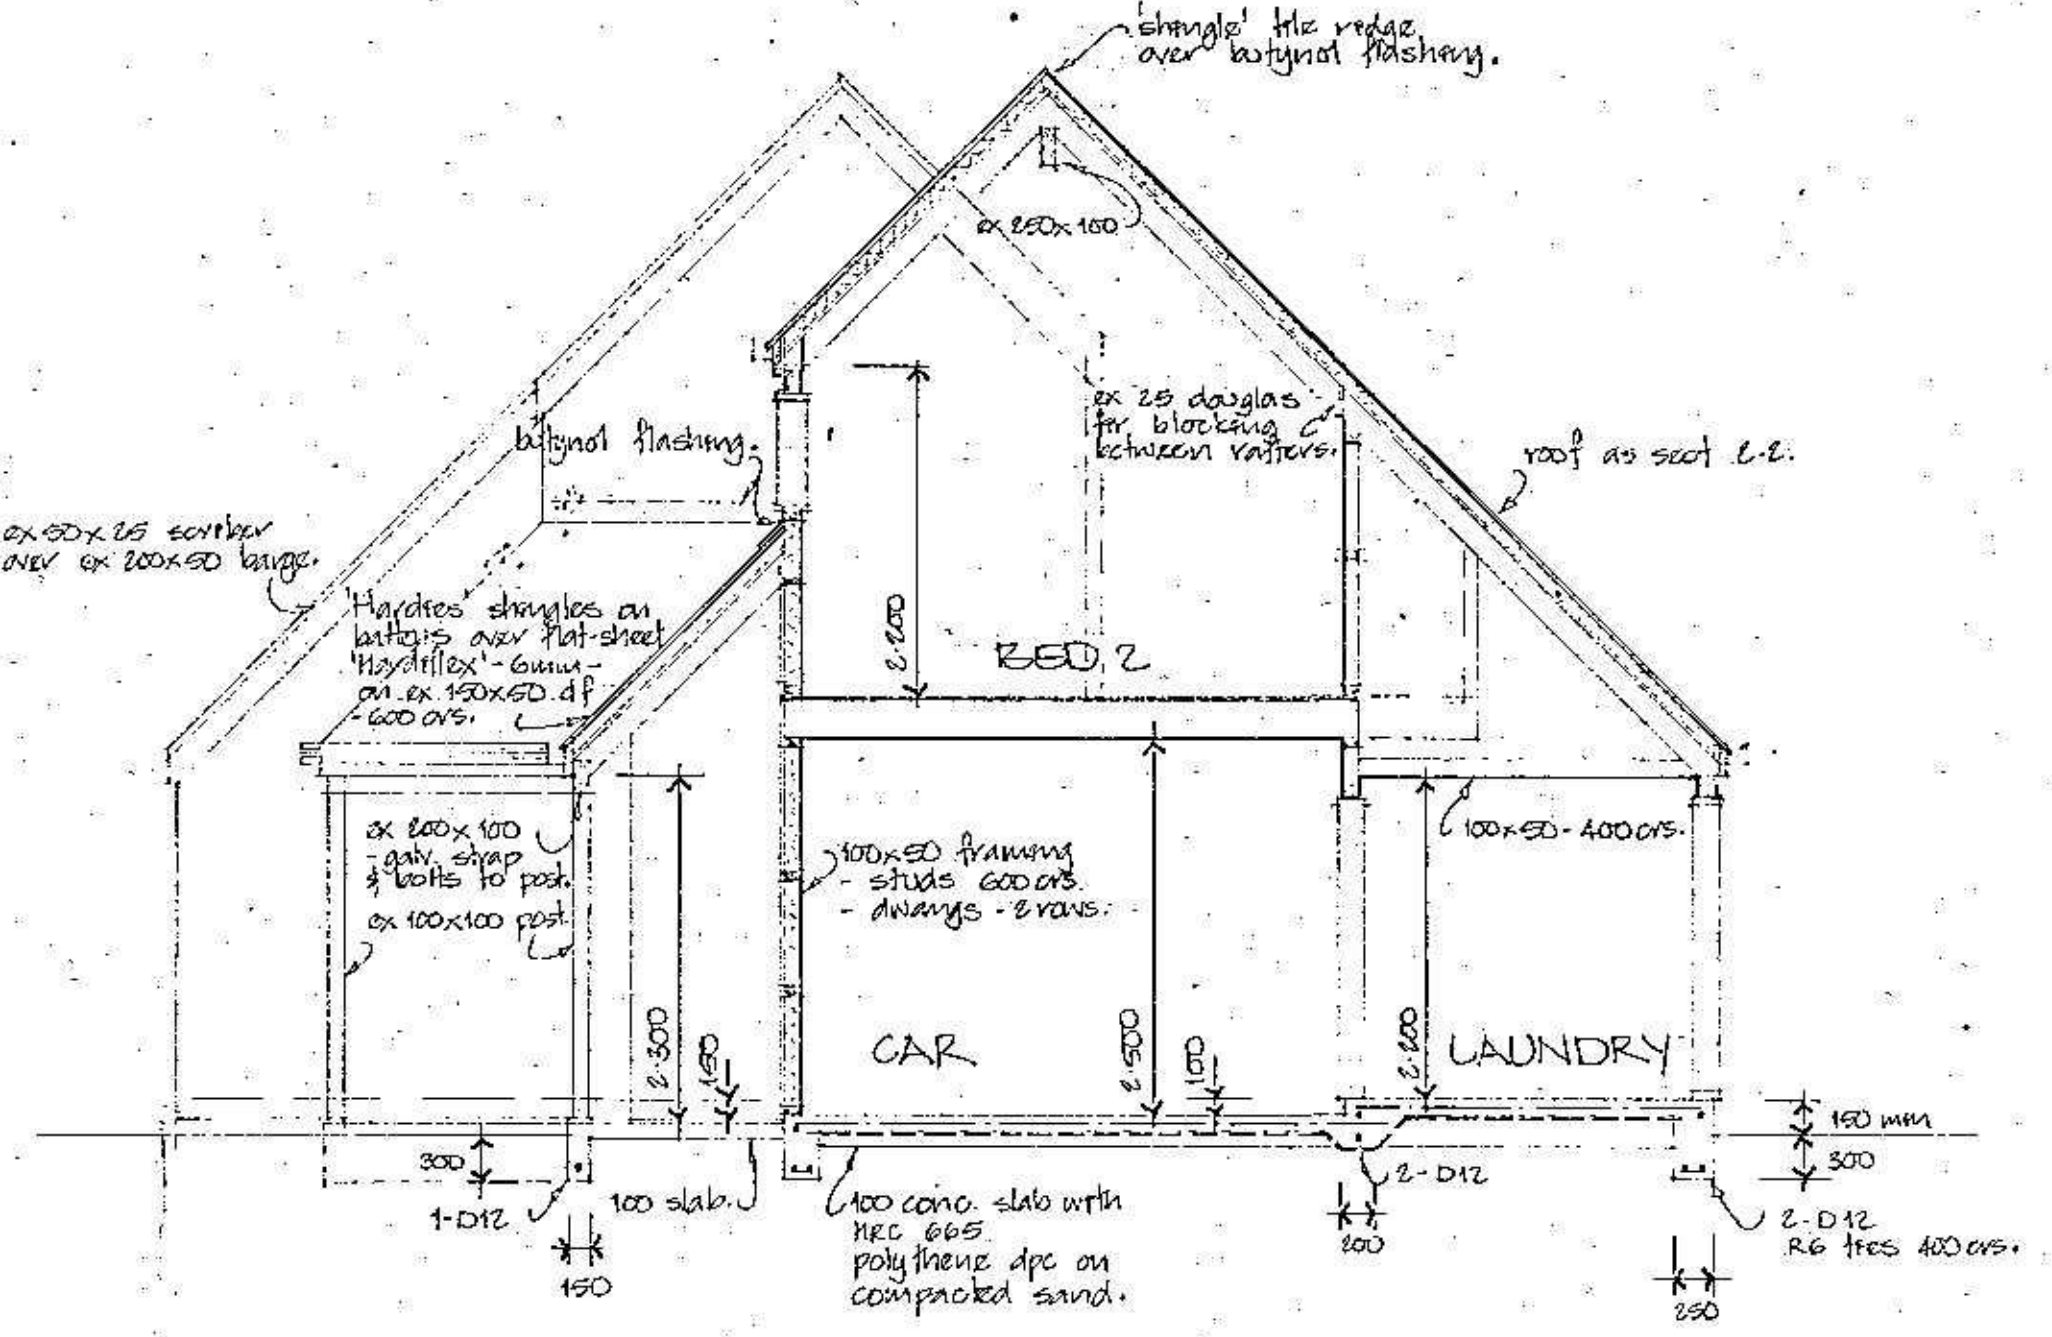 'shingle' tile ridge
over butynol flashing.
ex 250x100
butynol flashing.
ex 25 douglas
fir blocking
between rafters.
roof as sect 2-2.
ex 50x25 scriber
over ex 200x50 barge.
'Hardies' shingles on
battens over flat-sheet
'Hardiflex' - 6mm -
on ex 150x50 df
- 600 crs.
2.200
BED, 2
ex 200x100
- galv. strap
& bolts to post.
ex 100x100 post
100x50 framing
- studs 600 crs.
- dwangs - 2 rows.
100x50 - 400 crs.
2.300
150
CAR
2.500
100
2.200
LAUNDRY
150 mm
300
300
1-D12
150
100 slab.
100 conc. slab with
HRC 665
polythene dpc on
compacted sand.
2-D12
200
2-D12
R6 ties 400 crs.
250